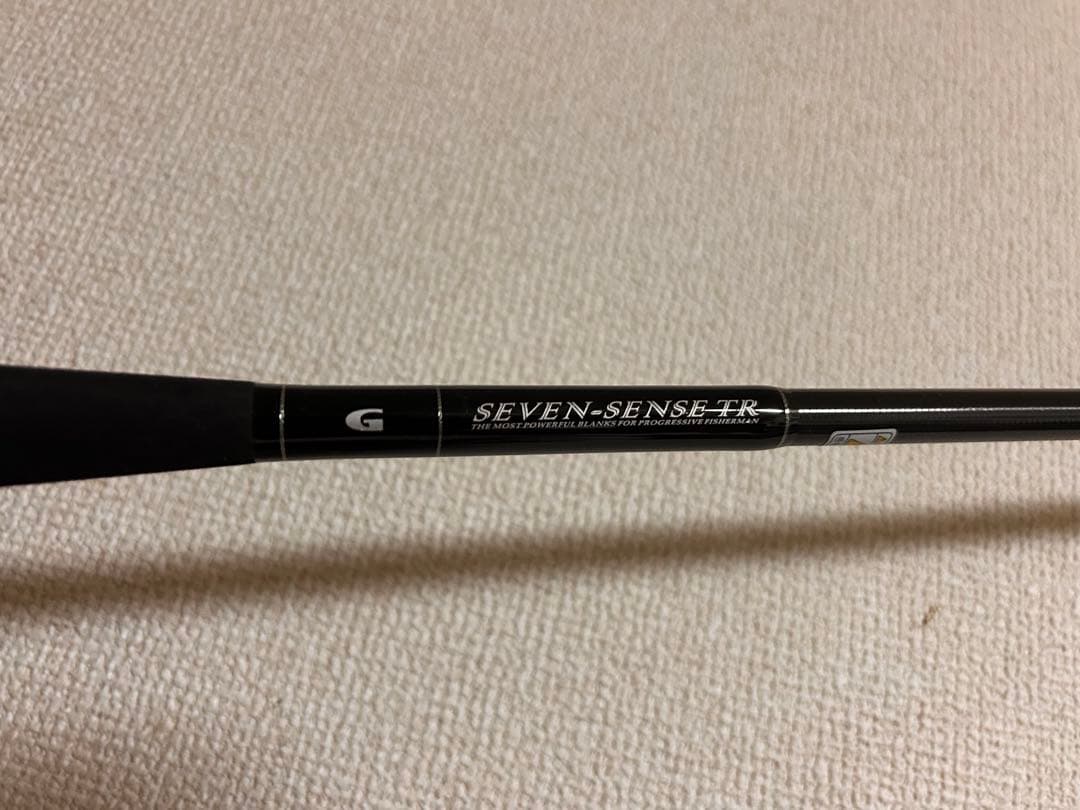 G
SEVEN-SENSE TR
THE MOST POWERFUL BLANKS FOR PROGRESSIVE FISHERMAN